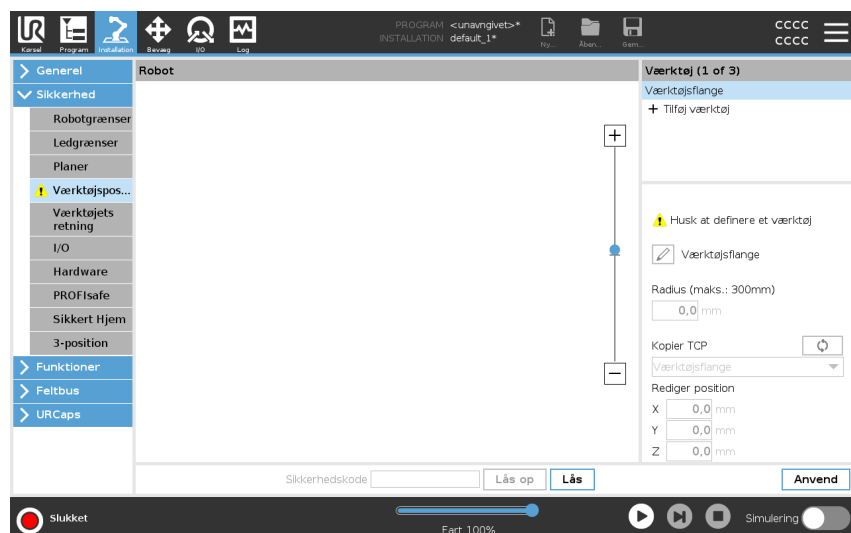 PROGRAM <unavngivet>*
INSTALLATION default_1*
CCCC
CCCC
Kørsel
Program
Installation
Bevæg
I/O
Log
Ny...
Åben...
Gem...
Generel
Sikkerhed
Robotgrænser
Ledgrænser
Planer
Værktøjspos...
Værktøjets
retning
I/O
Hardware
PROFIsafe
Sikkert Hjem
3-position
Funktioner
Feltbus
URCaps
Robot
Værktøj (1 of 3)
Værktøjsflange
+ Tilføj værktøj
Husk at definere et værktøj
Værktøjsflange
Radius (maks.: 300mm)
0,0 mm
Kopier TCP
Værktøjsflange
Rediger position
X 0,0 mm
Y 0,0 mm
Z 0,0 mm
Sikkerhedskode
Lås op
Lås
Anvend
Slukket
Fart 100%
Simulering